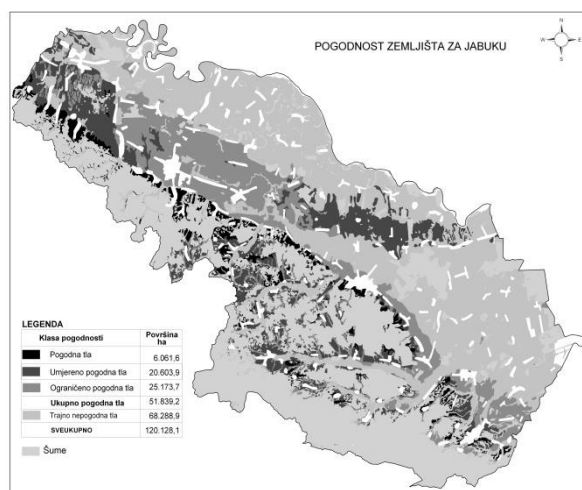 POGODNOST ZEMLJIŠTA ZA JABUKU
N
W E
S
LEGENDA
Klasa pogodnosti Površina ha
Pogodna tla 6.061,6
Umjereno pogodna tla 20.603,9
Ograničeno pogodna tla 25.173,7
Ukupno pogodna tla 51.839,2
Trajno nepogodna tla 68.288,9
SVEUKUPNO 120.128,1
Šume